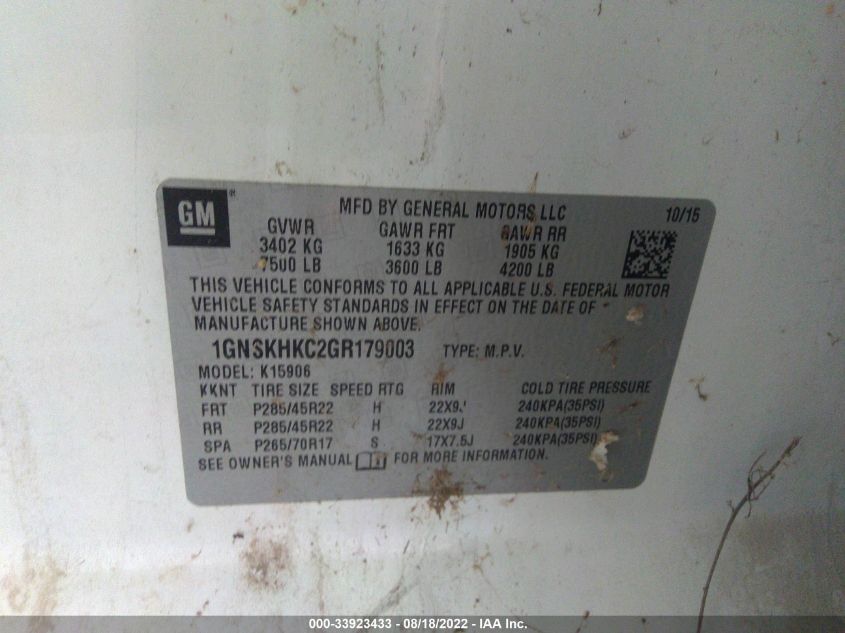 GM ® MFD BY GENERAL MOTORS LLC 10/15
GVWR GAWR FRT GAWR RR
3402 KG 1633 KG 1905 KG
7500 LB 3600 LB 4200 LB
THIS VEHICLE CONFORMS TO ALL APPLICABLE U.S. FEDERAL MOTOR
VEHICLE SAFETY STANDARDS IN EFFECT ON THE DATE OF
MANUFACTURE SHOWN ABOVE.
1GNSKHKC2GR179003 TYPE: M.P.V.
MODEL: K15906
KKNT TIRE SIZE SPEED RTG RIM COLD TIRE PRESSURE
FRT P285/45R22 H 22X9J 240KPA(35PSI)
RR P285/45R22 H 22X9J 240KPA(35PSI)
SPA P265/70R17 S 17X7.5J 240KPA(35PSI)
SEE OWNER'S MANUAL FOR MORE INFORMATION.
000-33923433 - 08/18/2022 - IAA Inc.